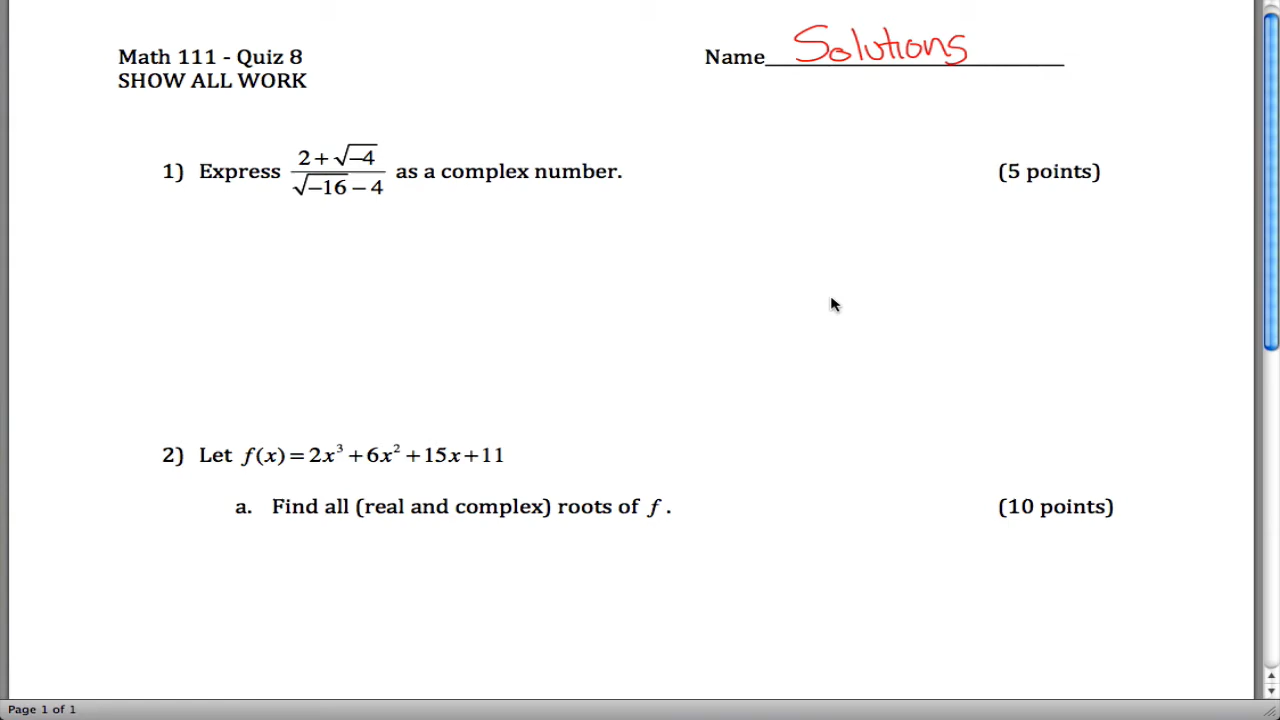 Math 111 - Quiz 8
Name Solutions
SHOW ALL WORK
1) Express (2+√−4)/(√−16 − 4) as a complex number. (5 points)
2) Let f(x)=2x³+6x²+15x+11
a. Find all (real and complex) roots of f. (10 points)
Page 1 of 1